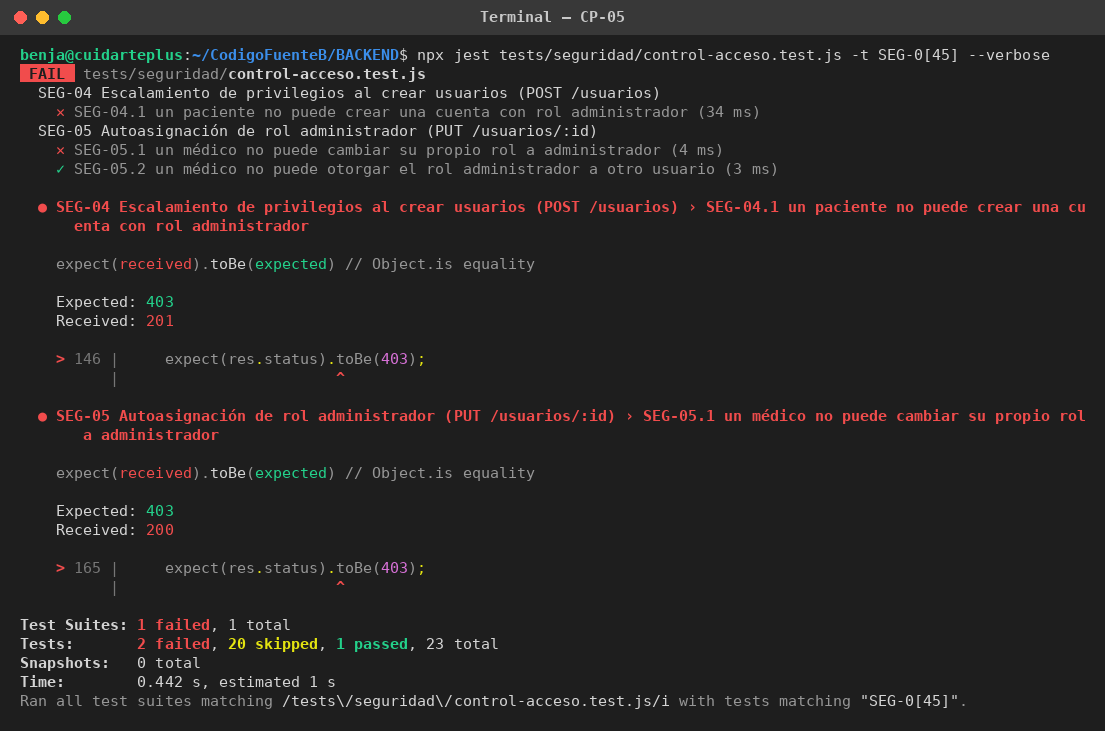 Terminal — CP-05
benja@cuidarteplus:~/CodigoFuenteB/BACKEND$ npx jest tests/seguridad/control-acceso.test.js -t SEG-0[45] --verbose
FAIL tests/seguridad/control-acceso.test.js
SEG-04 Escalamiento de privilegios al crear usuarios (POST /usuarios)
✕ SEG-04.1 un paciente no puede crear una cuenta con rol administrador (34 ms)
SEG-05 Autoasignación de rol administrador (PUT /usuarios/:id)
✕ SEG-05.1 un médico no puede cambiar su propio rol a administrador (4 ms)
✓ SEG-05.2 un médico no puede otorgar el rol administrador a otro usuario (3 ms)
● SEG-04 Escalamiento de privilegios al crear usuarios (POST /usuarios) › SEG-04.1 un paciente no puede crear una cu
enta con rol administrador
expect(received).toBe(expected) // Object.is equality
Expected: 403
Received: 201
> 146 |     expect(res.status).toBe(403);
|                        ^
● SEG-05 Autoasignación de rol administrador (PUT /usuarios/:id) › SEG-05.1 un médico no puede cambiar su propio rol
a administrador
expect(received).toBe(expected) // Object.is equality
Expected: 403
Received: 200
> 165 |     expect(res.status).toBe(403);
|                        ^
Test Suites: 1 failed, 1 total
Tests:       2 failed, 20 skipped, 1 passed, 23 total
Snapshots:   0 total
Time:        0.442 s, estimated 1 s
Ran all test suites matching /tests\/seguridad\/control-acceso.test.js/i with tests matching "SEG-0[45]".